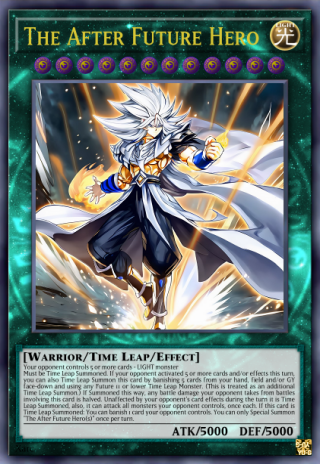 The After Future Hero
LIGHT
光
[Warrior/Time Leap/Effect]
Your opponent controls 5 or more cards - LIGHT monster
Must be Time Leap Summoned. If your opponent activated 5 or more cards and/or effects this turn,
you can also Time Leap Summon this card by banishing 5 cards from your hand, field and/or GY
face-down and using any Future 11 or lower Time Leap Monster. (This is treated as an additional
Time Leap Summon.) If Summoned this way, any battle damage your opponent takes from battles
involving this card is halved. Unaffected by your opponent's card effects during the turn it is Time
Leap Summoned, also, it can attack all monsters your opponent controls, once each. If this card is
Time Leap Summoned: You can banish 1 card your opponent controls. You can only Special Summon
"The After Future Hero(s)" once per turn.
ATK/5000 DEF/5000